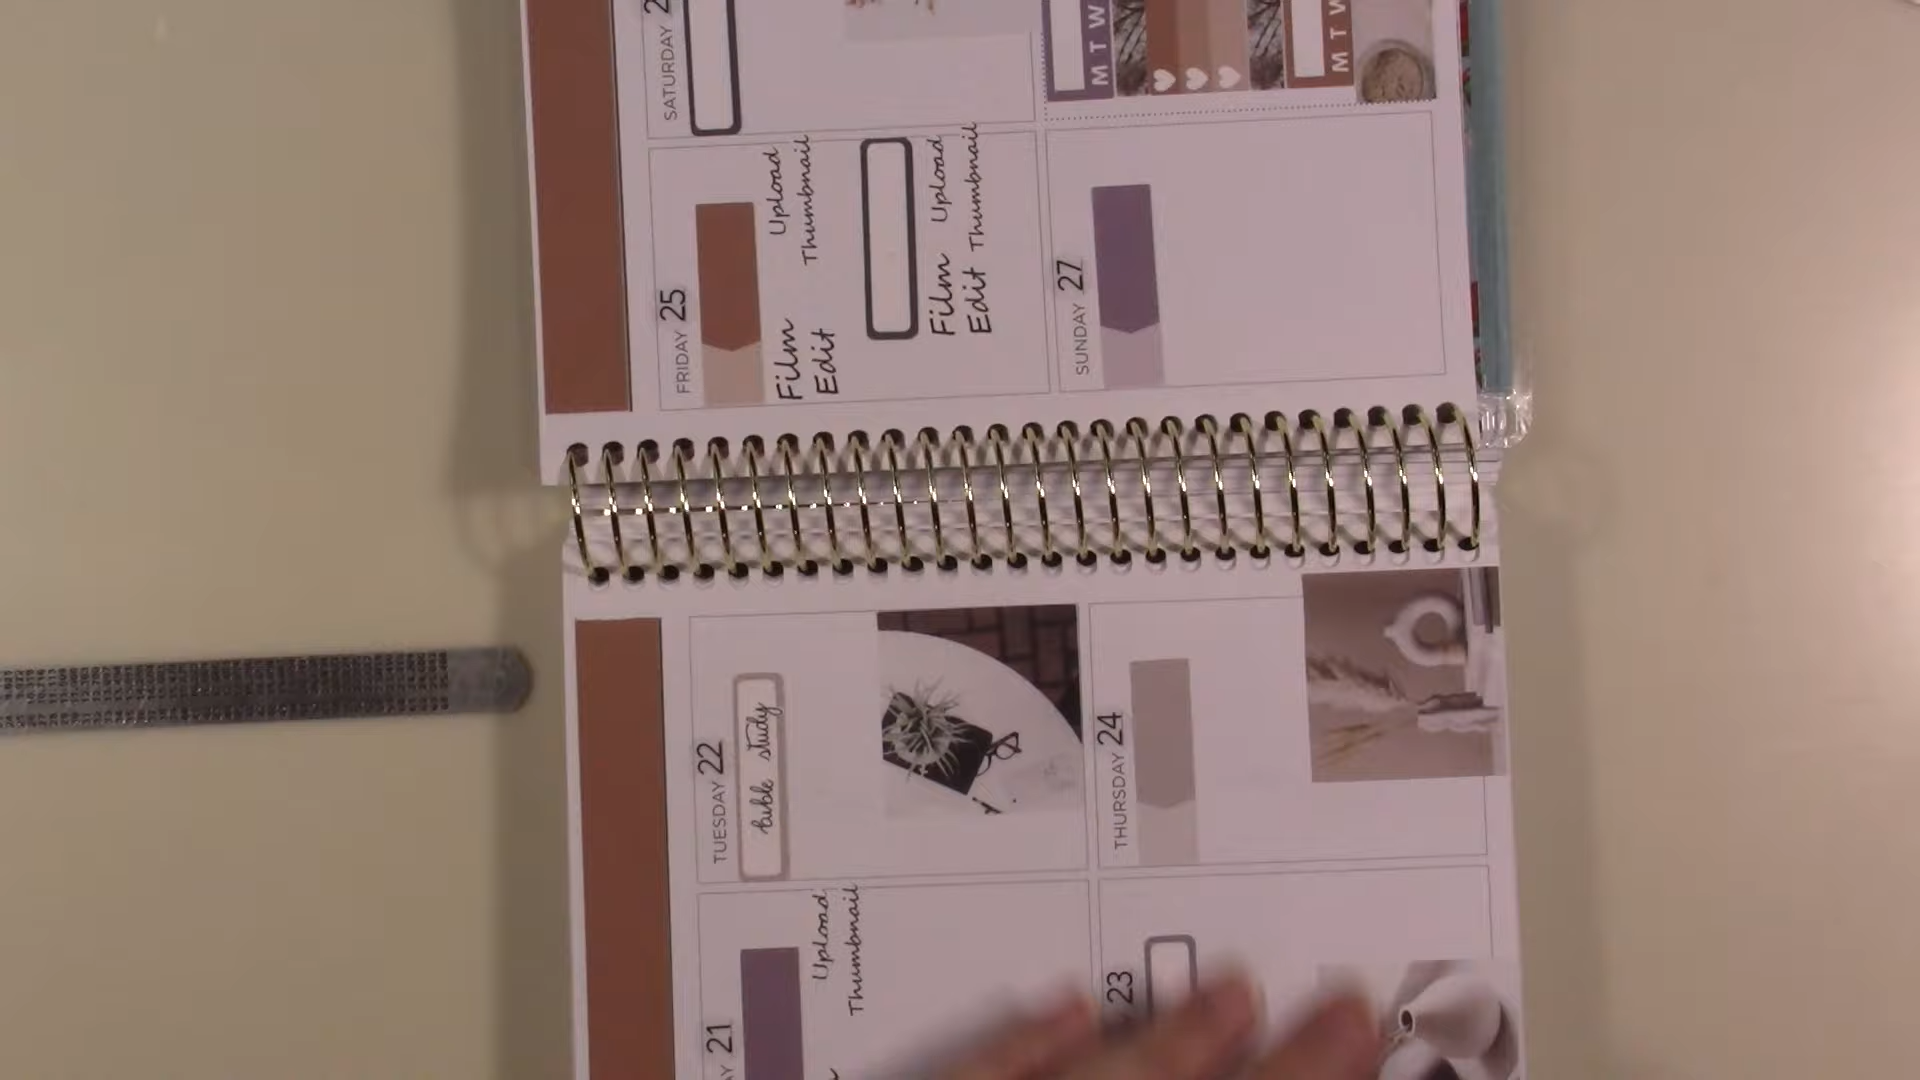 21
Upload
Thumbnail
TUESDAY 22
bible study
23
THURSDAY 24
FRIDAY 25
Film
Upload
Edit
Thumbnail
Film Upload
Edit Thumbnail
SATURDAY
SUNDAY 27
M T W
M T W